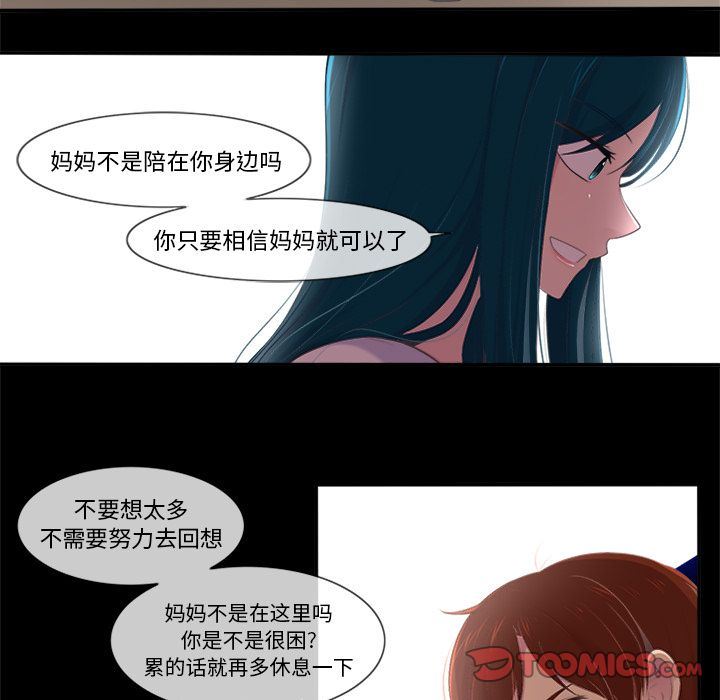 妈妈不是陪在你身边吗
你只要相信妈妈就可以了
不要想太多
不需要努力去回想
妈妈不是在这里吗
你是不是很困?
累的话就再多休息一下
TOOMICS.COM